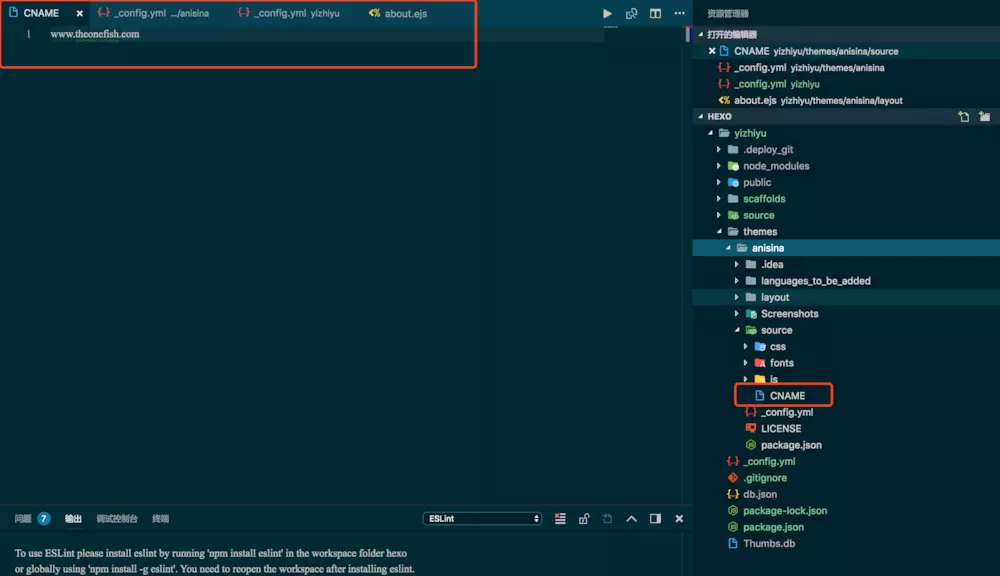 CNAME × _config.yml .../anisina _config.yml yizhiyu about.ejs
1 www.theonefish.com
资源管理器
打开的编辑器
CNAME yizhiyu/themes/anisina/source
_config.yml yizhiyu/themes/anisina
_config.yml yizhiyu
about.ejs yizhiyu/themes/anisina/layout
HEXO
yizhiyu
.deploy_git
node_modules
public
scaffolds
source
themes
anisina
.idea
languages_to_be_added
layout
Screenshots
source
css
fonts
js
CNAME
_config.yml
LICENSE
package.json
_config.yml
.gitignore
db.json
package-lock.json
package.json
Thumbs.db
问题 7 输出 调试控制台 终端 ESLint
To use ESLint please install eslint by running 'npm install eslint' in the workspace folder hexo
or globally using 'npm install -g eslint'. You need to reopen the workspace after installing eslint.